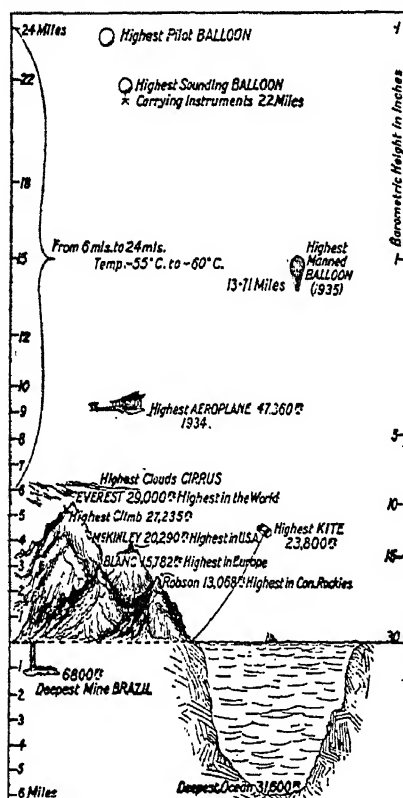 24 Miles
Highest Pilot BALLOON
22
Highest Sounding BALLOON
Carrying Instruments 22 Miles
Barometric Height in Inches
18
From 6 mls. to 24 mls.
Temp. -55°C. to -60°C.
15
Highest
Manned
BALLOON
(1935)
13·71 Miles
12
10
Highest AEROPLANE 47,360 ft
1934.
9
8
5
7
Highest Clouds CIRRUS
6
EVEREST 29,000 ft Highest in the World
10
5
Highest Climb 27,235 ft
Highest KITE
23,800 ft
4
McKINLEY 20,290 ft Highest in U.S.A.
3
BLANC 15,782 ft Highest in Europe
15
2
Robson 13,068 ft Highest in Can. Rockies
30
1
6800 ft
Deepest Mine BRAZIL
2
3
4
5
Deepest Ocean 31,600 ft
6 Miles